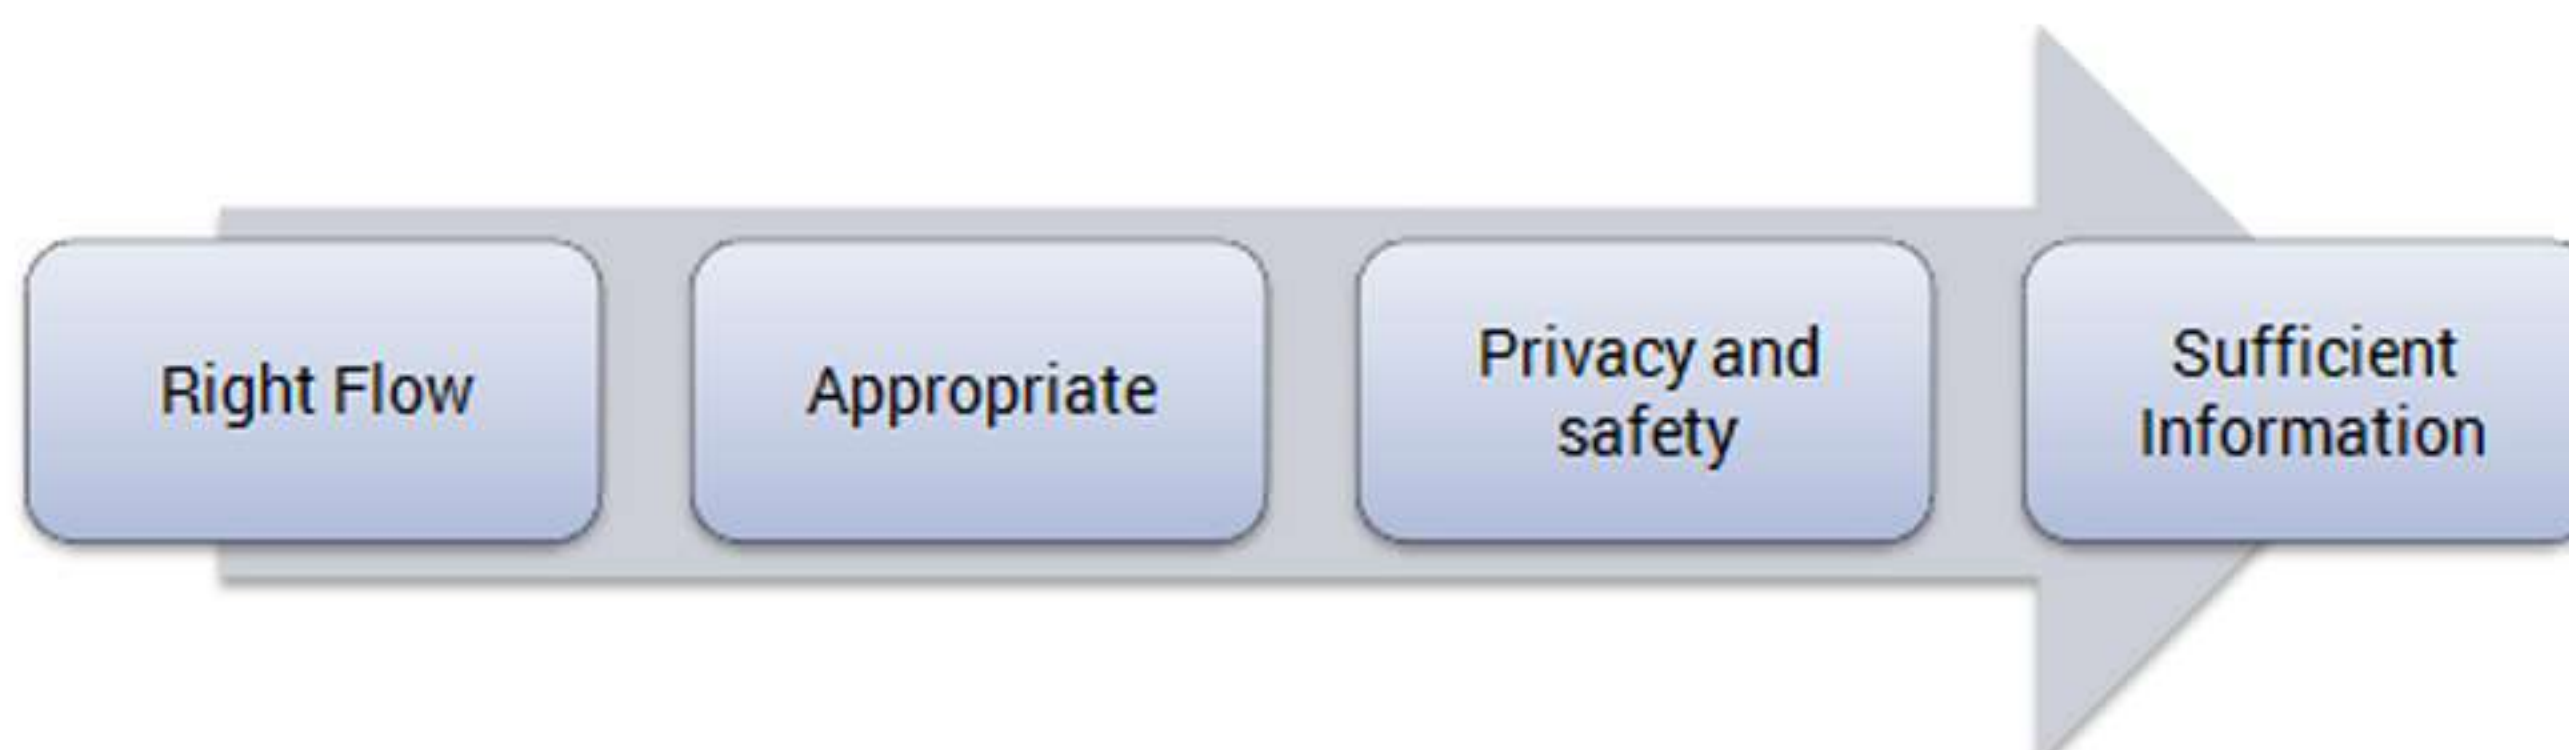 Right Flow
Appropriate
Privacy and
safety
Sufficient
Information